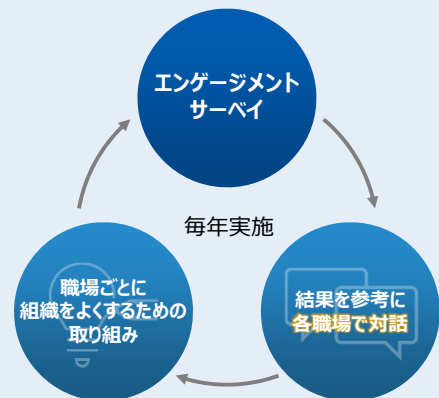 エンゲージメント
サーベイ
毎年実施
結果を参考に
各職場で対話
職場ごとに
組織をよくするための
取り組み